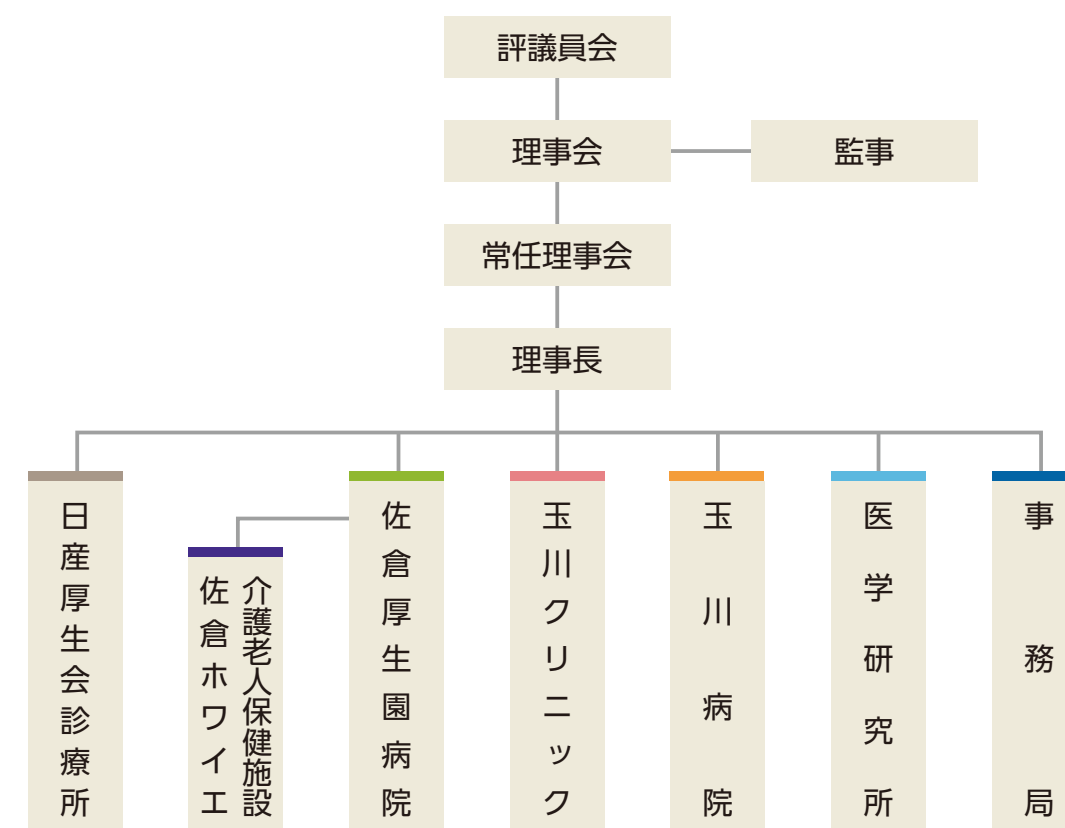 評議員会
理事会
監事
常任理事会
理事長
日産厚生会診療所
介護老人保健施設
佐倉ホワイエ
佐倉厚生園病院
玉川クリニック
玉川病院
医学研究所
事務局